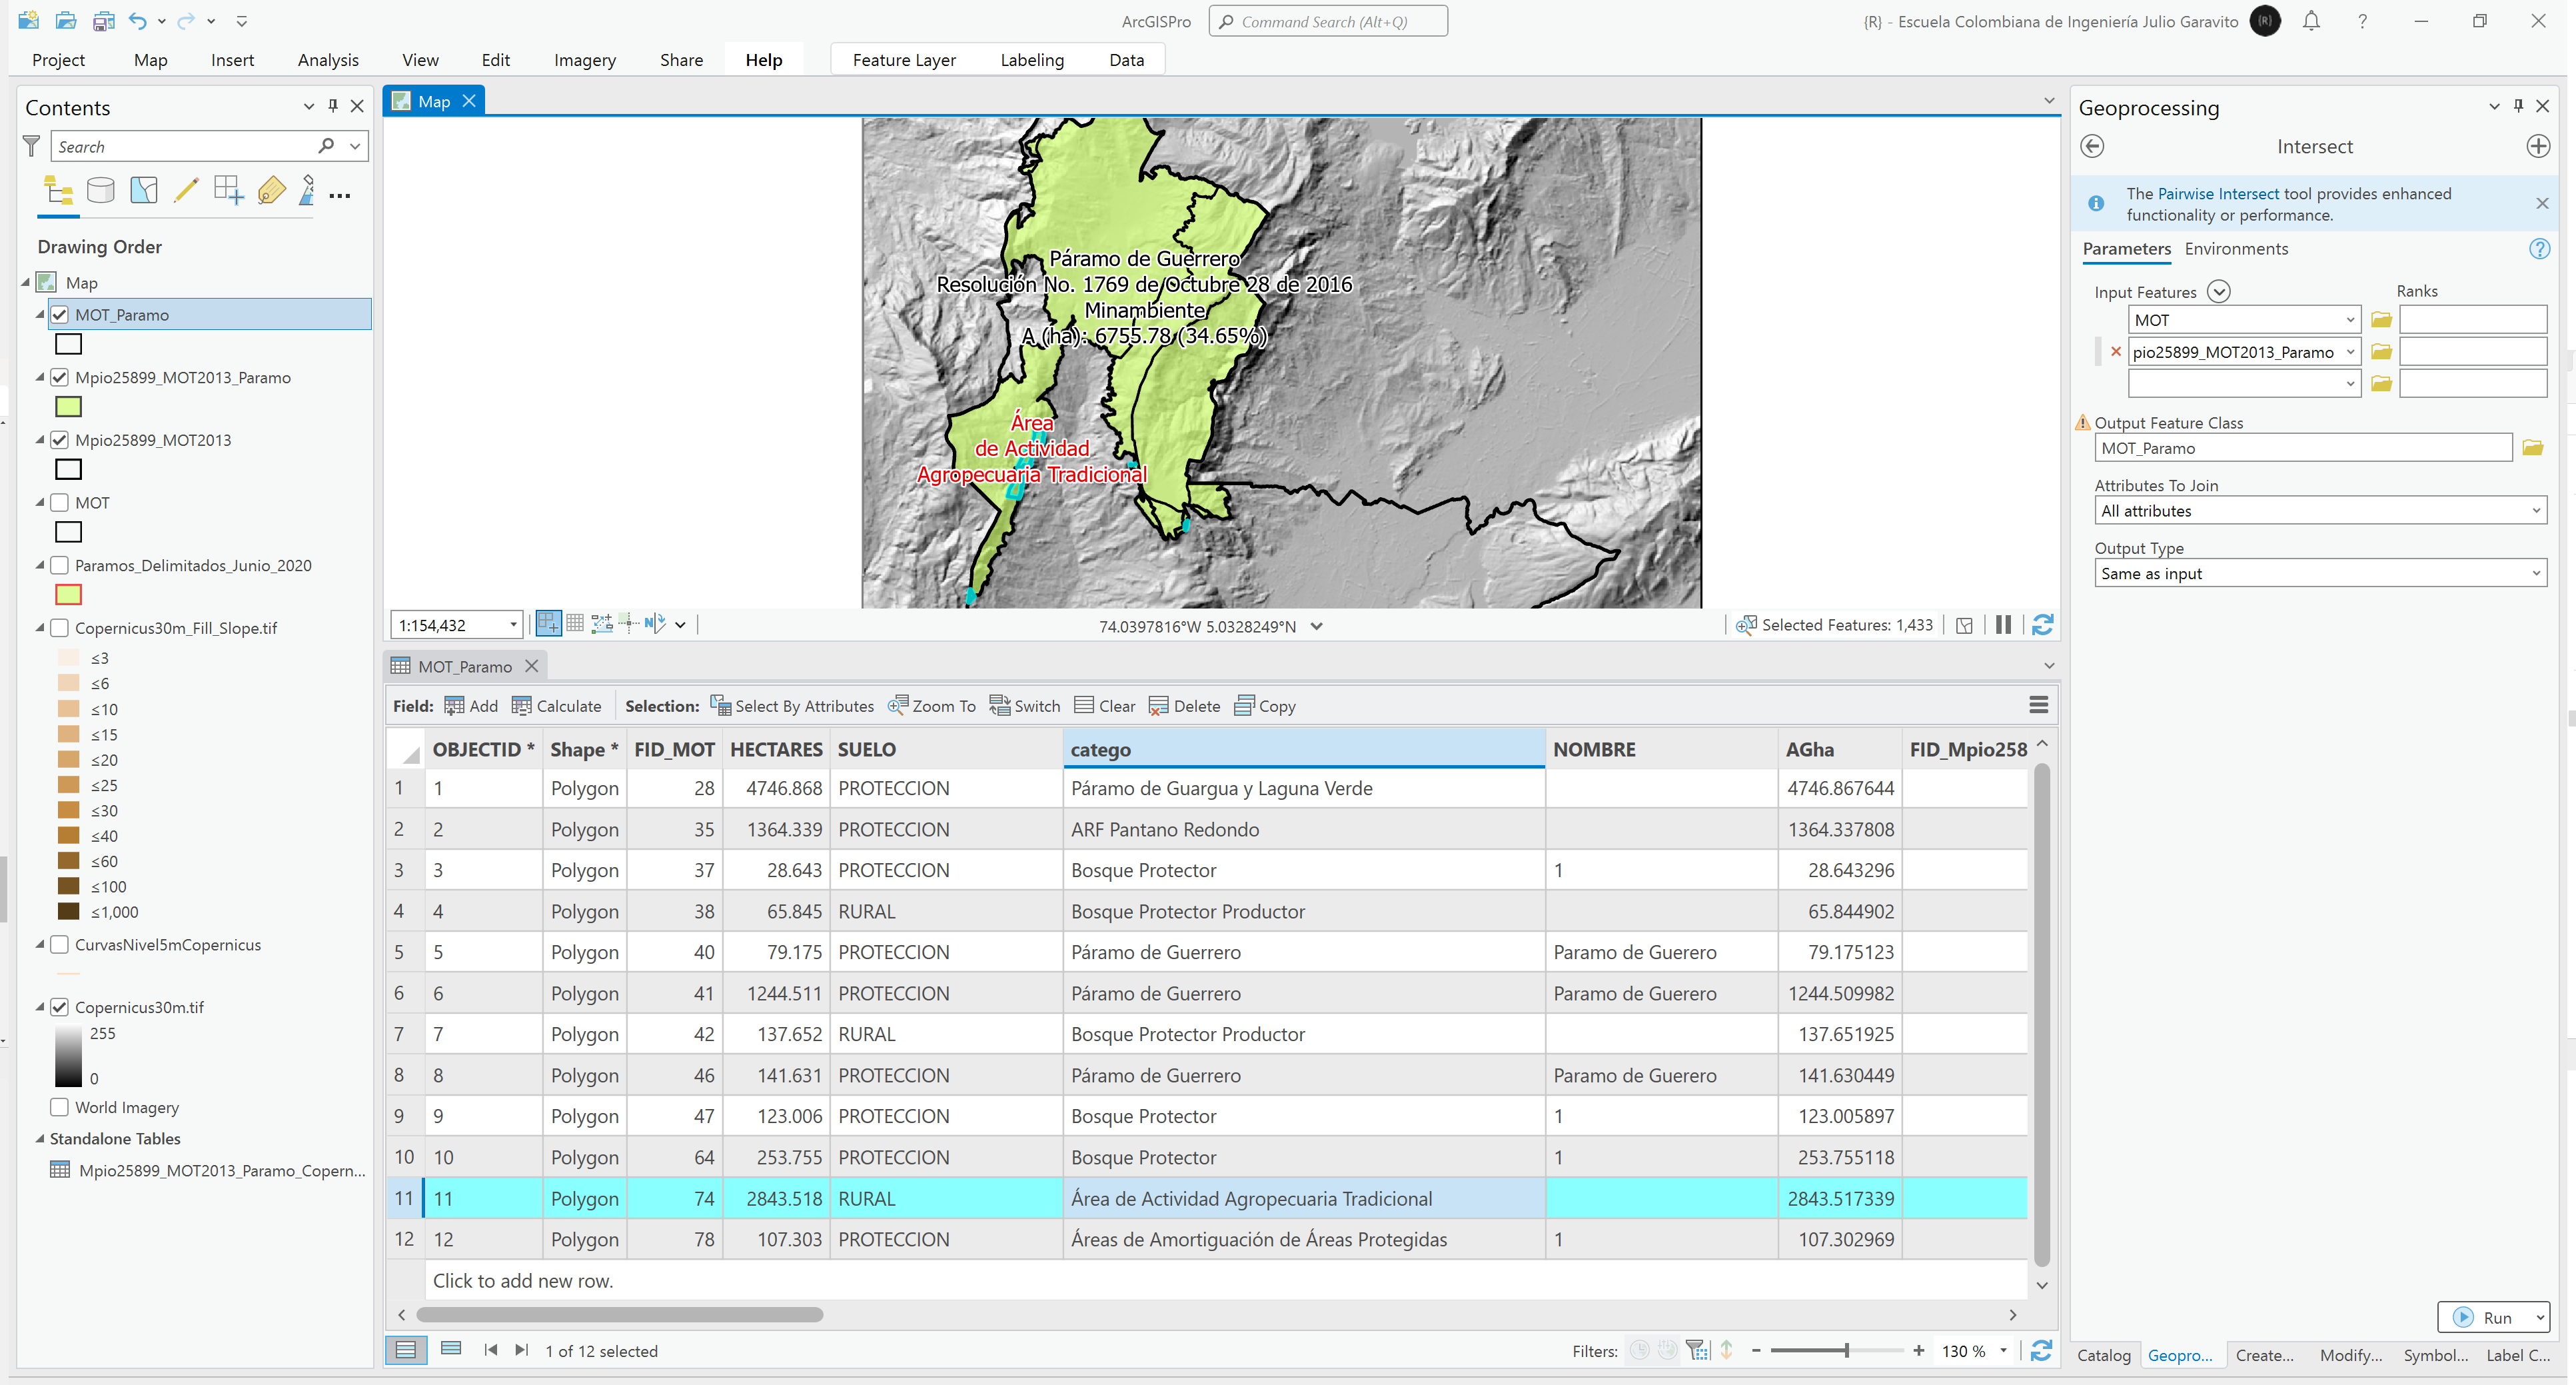 ArcGISPro
Command Search (Alt+Q)
{R} - Escuela Colombiana de Ingeniería Julio Garavito
{R}
?
Project
Map
Insert
Analysis
View
Edit
Imagery
Share
Help
Feature Layer
Labeling
Data
Contents
Search
Drawing Order
Map
MOT_Paramo
Mpio25899_MOT2013_Paramo
Mpio25899_MOT2013
MOT
Paramos_Delimitados_Junio_2020
Copernicus30m_Fill_Slope.tif
≤3
≤6
≤10
≤15
≤20
≤25
≤30
≤40
≤60
≤100
≤1,000
CurvasNivel5mCopernicus
Copernicus30m.tif
255
0
World Imagery
Standalone Tables
Mpio25899_MOT2013_Paramo_Copern...
Map
Páramo de Guerrero
Resolución No. 1769 de Octubre 28 de 2016
Minambiente
A (ha): 6755.78 (34.65%)
Área
de Actividad
Agropecuaria Tradicional
1:154,432
74.0397816°W 5.0328249°N
Selected Features: 1,433
MOT_Paramo
Field: Add Calculate Selection: Select By Attributes Zoom To Switch Clear Delete Copy
OBJECTID * Shape * FID_MOT HECTARES SUELO catego NOMBRE AGha FID_Mpio258
1 1 Polygon 28 4746.868 PROTECCION Páramo de Guargua y Laguna Verde 4746.867644
2 2 Polygon 35 1364.339 PROTECCION ARF Pantano Redondo 1364.337808
3 3 Polygon 37 28.643 PROTECCION Bosque Protector 1 28.643296
4 4 Polygon 38 65.845 RURAL Bosque Protector Productor 65.844902
5 5 Polygon 40 79.175 PROTECCION Páramo de Guerrero Paramo de Guerero 79.175123
6 6 Polygon 41 1244.511 PROTECCION Páramo de Guerrero Paramo de Guerero 1244.509982
7 7 Polygon 42 137.652 RURAL Bosque Protector Productor 137.651925
8 8 Polygon 46 141.631 PROTECCION Páramo de Guerrero Paramo de Guerero 141.630449
9 9 Polygon 47 123.006 PROTECCION Bosque Protector 1 123.005897
10 10 Polygon 64 253.755 PROTECCION Bosque Protector 1 253.755118
11 11 Polygon 74 2843.518 RURAL Área de Actividad Agropecuaria Tradicional 2843.517339
12 12 Polygon 78 107.303 PROTECCION Áreas de Amortiguación de Áreas Protegidas 1 107.302969
Click to add new row.
1 of 12 selected
Filters:
130 %
Geoprocessing
Intersect
The Pairwise Intersect tool provides enhanced
functionality or performance.
Parameters Environments
?
Input Features
Ranks
MOT
pio25899_MOT2013_Paramo
Output Feature Class
MOT_Paramo
Attributes To Join
All attributes
Output Type
Same as input
Run
Catalog
Geopro...
Create...
Modify...
Symbol...
Label C...